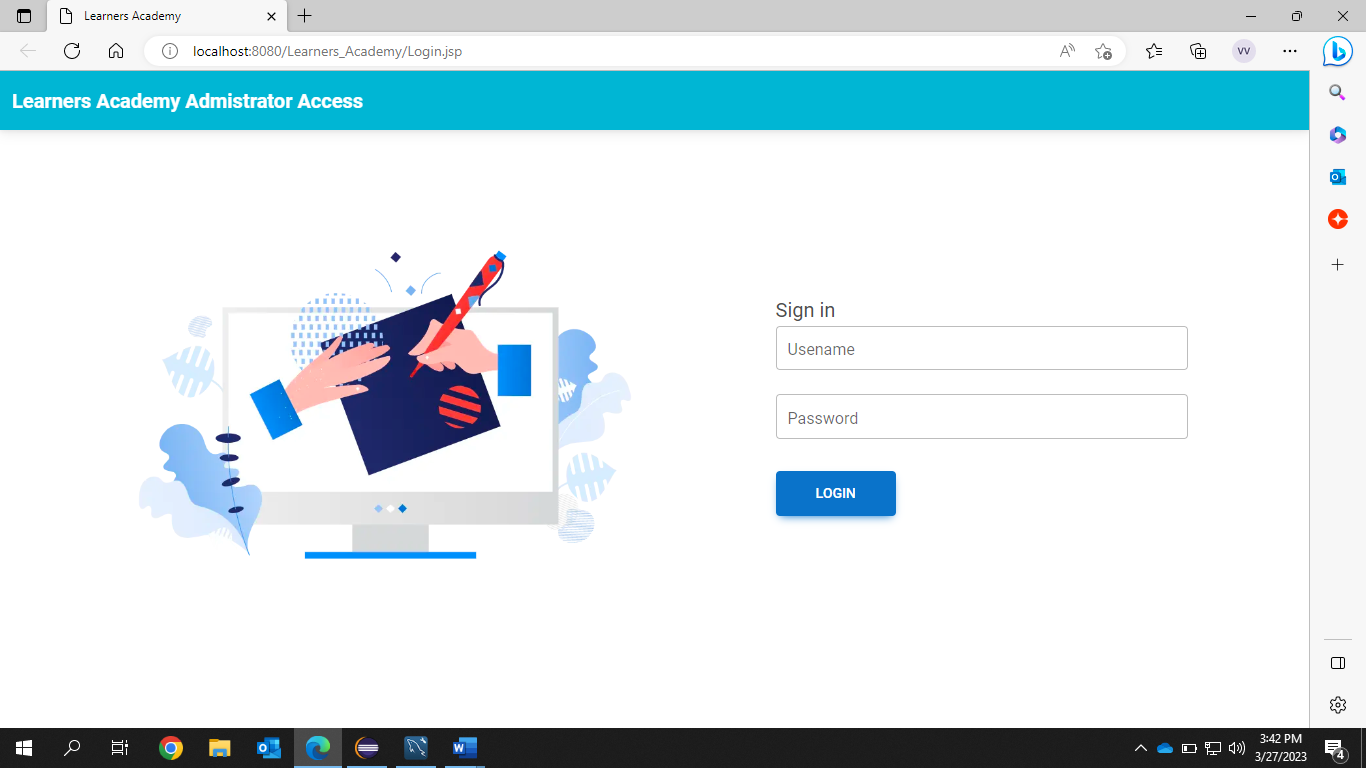 Learners Academy
localhost:8080/Learners_Academy/Login.jsp
VV
Learners Academy Admistrator Access
Sign in
Usename
Password
LOGIN
3:42 PM
3/27/2023
4